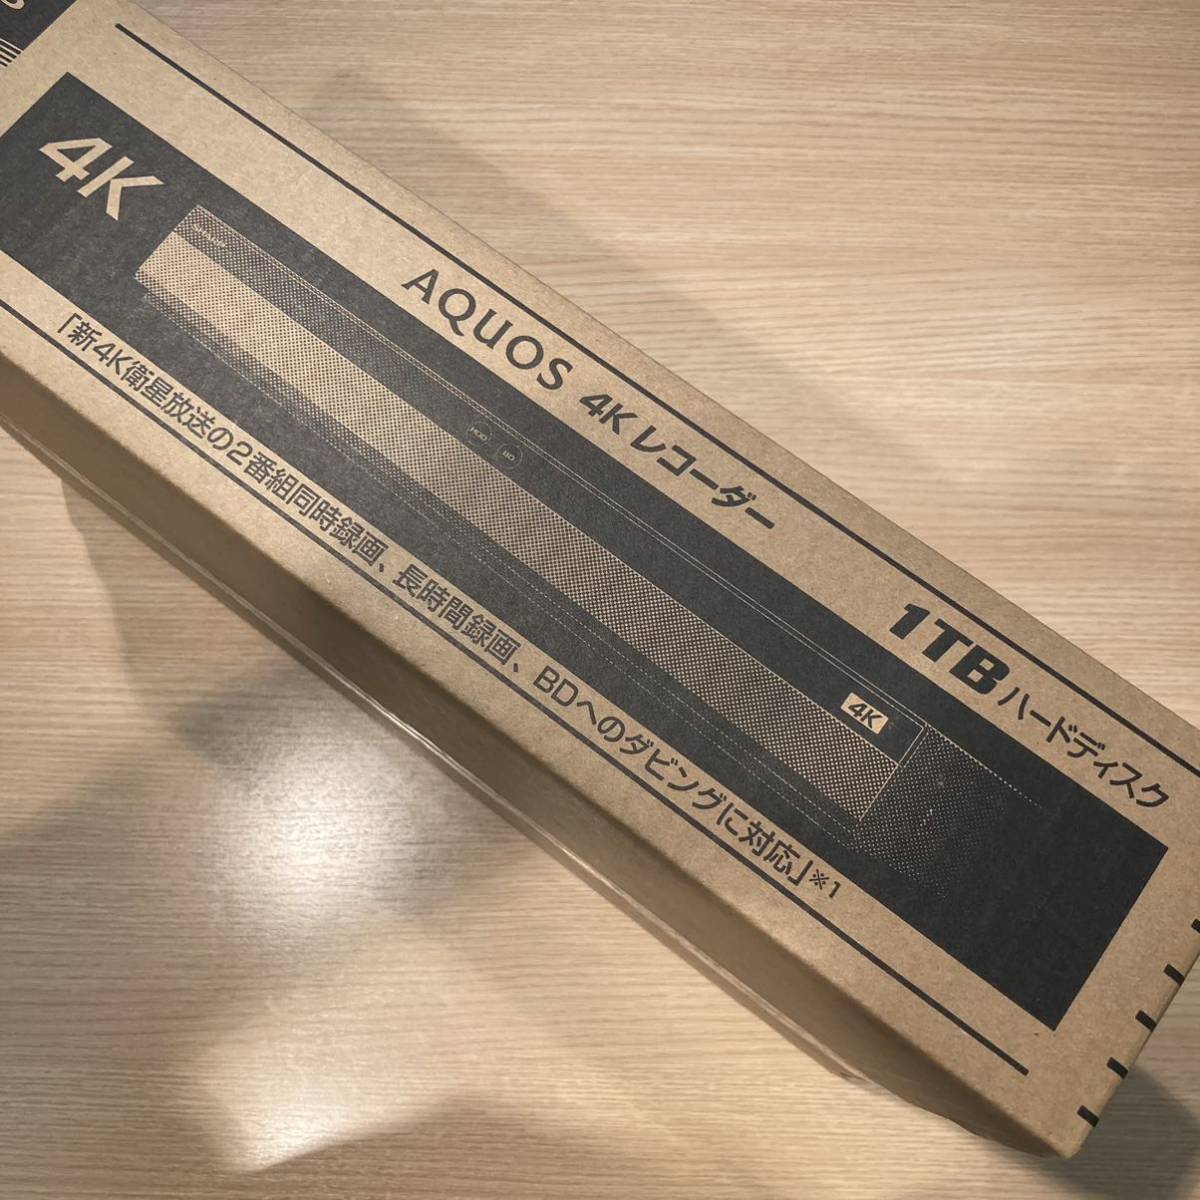 4K
AQUOS 4K レコーダー
1TB ハードディスク
HDD
BD
4K
「新4K衛星放送の2番組同時録画、長時間録画、BDへのダビングに対応」※1